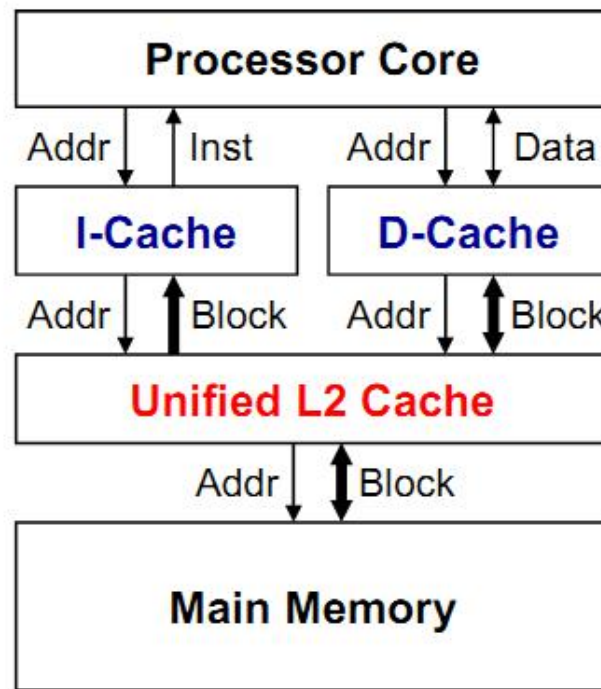 Processor Core
Addr Inst Addr Data
I-Cache D-Cache
Addr Block Addr Block
Unified L2 Cache
Addr Block
Main Memory